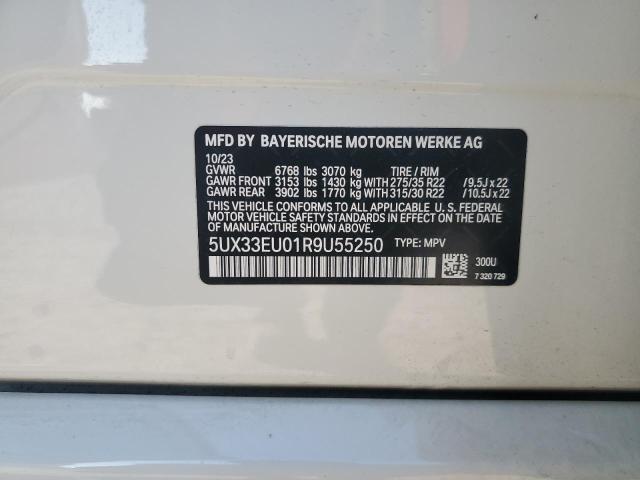 MFD BY BAYERISCHE MOTOREN WERKE AG
10/23
GVWR 6768 lbs 3070 kg TIRE / RIM
GAWR FRONT 3153 lbs 1430 kg WITH 275/35 R22 /9.5J x 22
GAWR REAR 3902 lbs 1770 kg WITH 315/30 R22 /10.5J x 22
THIS VEHICLE CONFORMS TO ALL APPLICABLE U. S. FEDERAL
MOTOR VEHICLE SAFETY STANDARDS IN EFFECT ON THE DATE
OF MANUFACTURE SHOWN ABOVE.
5UX33EU01R9U55250 TYPE: MPV
300U
7 320 729